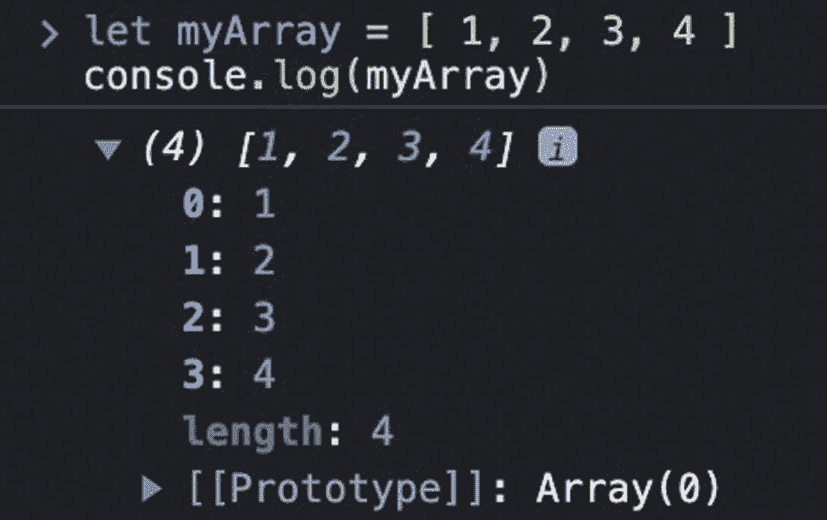 > let myArray = [ 1, 2, 3, 4 ]
console.log(myArray)
▼ (4) [1, 2, 3, 4] i
0: 1
1: 2
2: 3
3: 4
length: 4
▶ [[Prototype]]: Array(0)